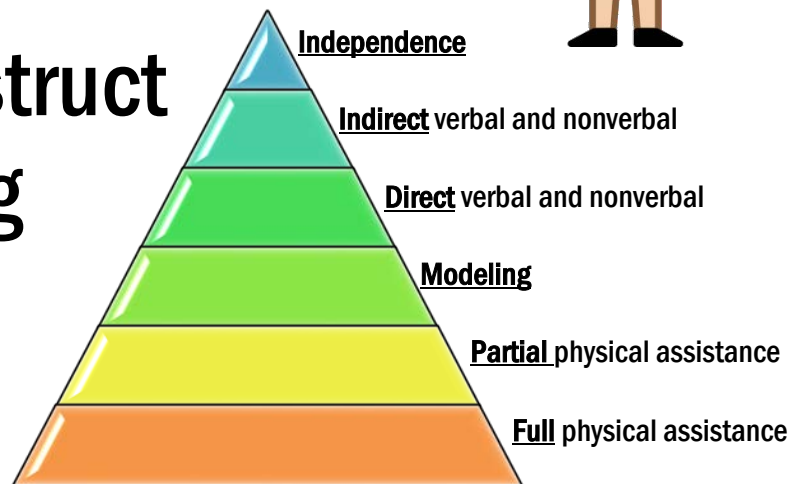 Independence
struct
Indirect verbal and nonverbal
g
Direct verbal and nonverbal
Modeling
Partial physical assistance
Full physical assistance